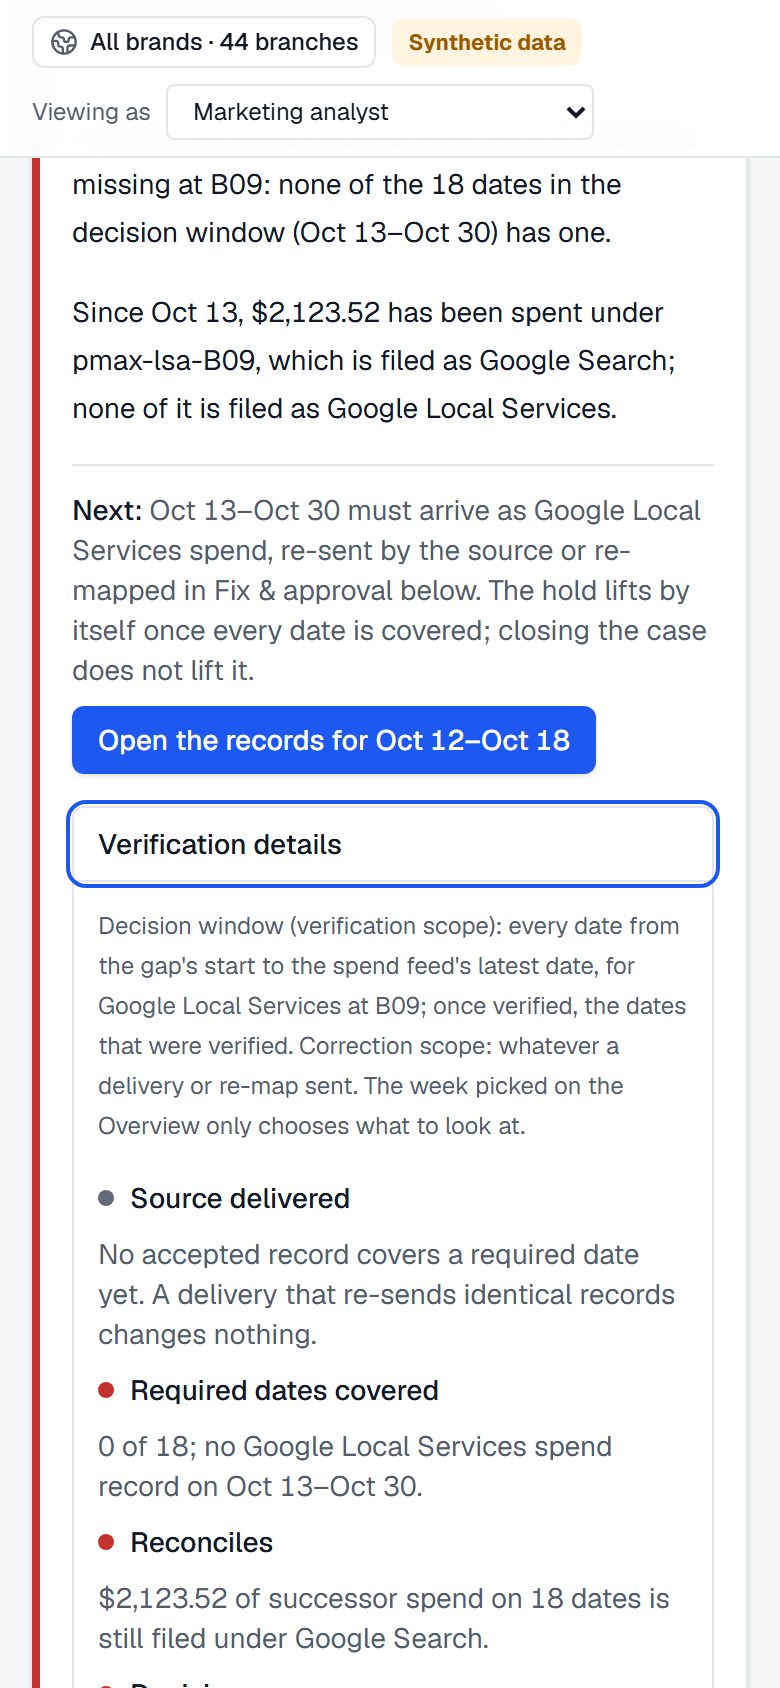 All brands · 44 branches
Synthetic data
Viewing as
Marketing analyst
missing at B09: none of the 18 dates in the
decision window (Oct 13–Oct 30) has one.
Since Oct 13, $2,123.52 has been spent under
pmax-lsa-B09, which is filed as Google Search;
none of it is filed as Google Local Services.
Next: Oct 13–Oct 30 must arrive as Google Local
Services spend, re-sent by the source or re-
mapped in Fix & approval below. The hold lifts by
itself once every date is covered; closing the case
does not lift it.
Open the records for Oct 12–Oct 18
Verification details
Decision window (verification scope): every date from
the gap's start to the spend feed's latest date, for
Google Local Services at B09; once verified, the dates
that were verified. Correction scope: whatever a
delivery or re-map sent. The week picked on the
Overview only chooses what to look at.
Source delivered
No accepted record covers a required date
yet. A delivery that re-sends identical records
changes nothing.
Required dates covered
0 of 18; no Google Local Services spend
record on Oct 13–Oct 30.
Reconciles
$2,123.52 of successor spend on 18 dates is
still filed under Google Search.